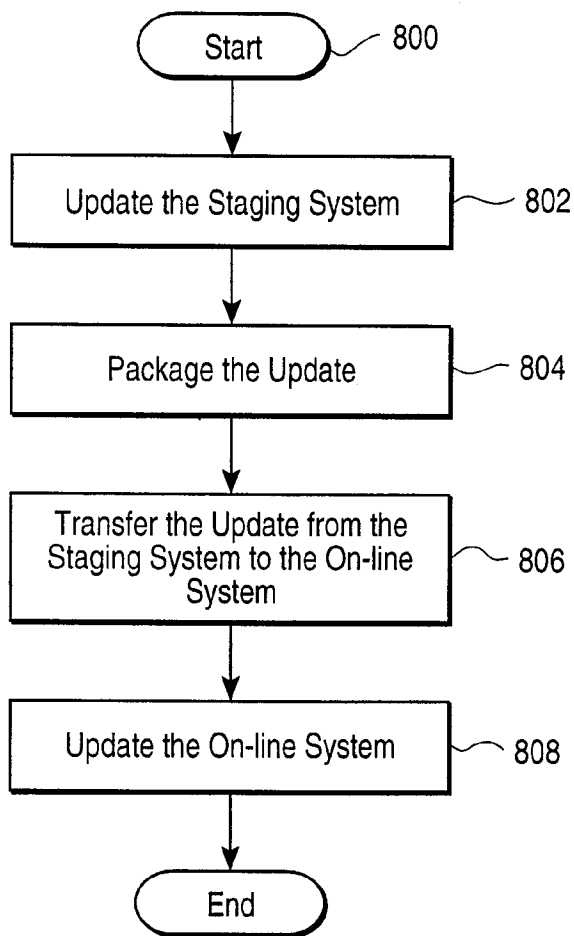 Start
800
Update the Staging System
802
Package the Update
804
Transfer the Update from the
Staging System to the On-line
System
806
Update the On-line System
808
End